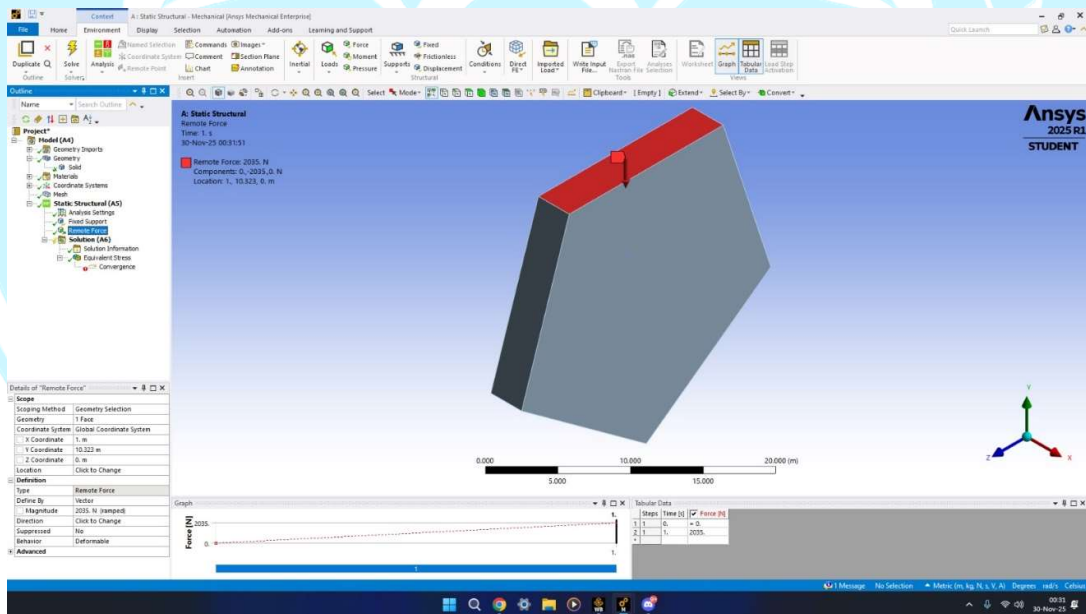 Context
A : Static Structural - Mechanical [Ansys Mechanical Enterprise]
File Home Environment Display Selection Automation Add-ons Learning and Support
Quick Launch
Duplicate Q Solve Analysis Named Selection Coordinate System Remote Point Commands Comment Chart Images Section Plane Annotation Inertial Loads Force Moment Pressure Supports Fixed Frictionless Displacement Conditions Direct FE Imported Load Write Input File... Export Nastran File Analyses Selection Worksheet Graph Tabular Data Load Step Activation
Outline Solver Insert Structural Tools Views
Outline
Name Search Outline
Select Mode Clipboard [Empty] Extend Select By Convert
Project*
Model (A4)
Geometry Imports
Geometry
Solid
Materials
Coordinate Systems
Mesh
Static Structural (A5)
Analysis Settings
Fixed Support
Remote Force
Solution (A6)
Solution Information
Equivalent Stress
Convergence
A: Static Structural
Remote Force
Time: 1. s
30-Nov-25 00:31:51
Remote Force: 2035. N
Components: 0.,-2035.,0. N
Location: 1., 10.323, 0. m
Ansys
2025 R1
STUDENT
Y
Z
X
0.000 10.000 20.000 (m)
5.000 15.000
Details of "Remote Force"
Scope
Scoping Method Geometry Selection
Geometry 1 Face
Coordinate System Global Coordinate System
X Coordinate 1. m
Y Coordinate 10.323 m
Z Coordinate 0. m
Location Click to Change
Definition
Type Remote Force
Define By Vector
Magnitude 2035. N (ramped)
Direction Click to Change
Suppressed No
Behavior Deformable
Advanced
Graph
Force [N]
2035.
0.
1.
1.
1
Tabular Data
Steps Time [s] Force [N]
1 1 0. = 0.
2 1 1. 2035.
*
1 Message No Selection Metric (m, kg, N, s, V, A) Degrees rad/s Celsius
00:31
30-Nov-25